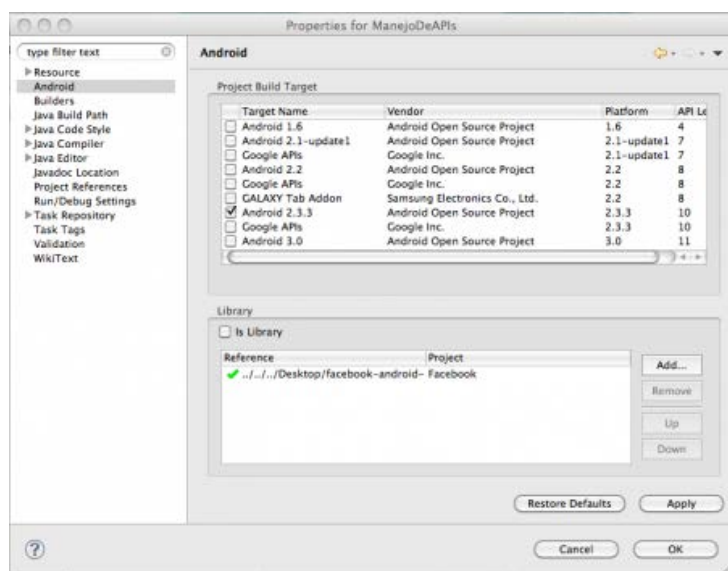 Properties for ManejoDeAPIs
type filter text
Resource
Android
Builders
Java Build Path
Java Code Style
Java Compiler
Java Editor
Javadoc Location
Project References
Run/Debug Settings
Task Repository
Task Tags
Validation
WikiText
Android
Project Build Target
Target Name Vendor Platform API Le
Android 1.6 Android Open Source Project 1.6 4
Android 2.1-update1 Android Open Source Project 2.1-update1 7
Google APIs Google Inc. 2.1-update1 7
Android 2.2 Android Open Source Project 2.2 8
Google APIs Google Inc. 2.2 8
GALAXY Tab Addon Samsung Electronics Co., Ltd. 2.2 8
Android 2.3.3 Android Open Source Project 2.3.3 10
Google APIs Google Inc. 2.3.3 10
Android 3.0 Android Open Source Project 3.0 11
Library
Is Library
Reference Project
../../../Desktop/facebook-android- Facebook
Add...
Remove
Up
Down
Restore Defaults Apply
? Cancel OK